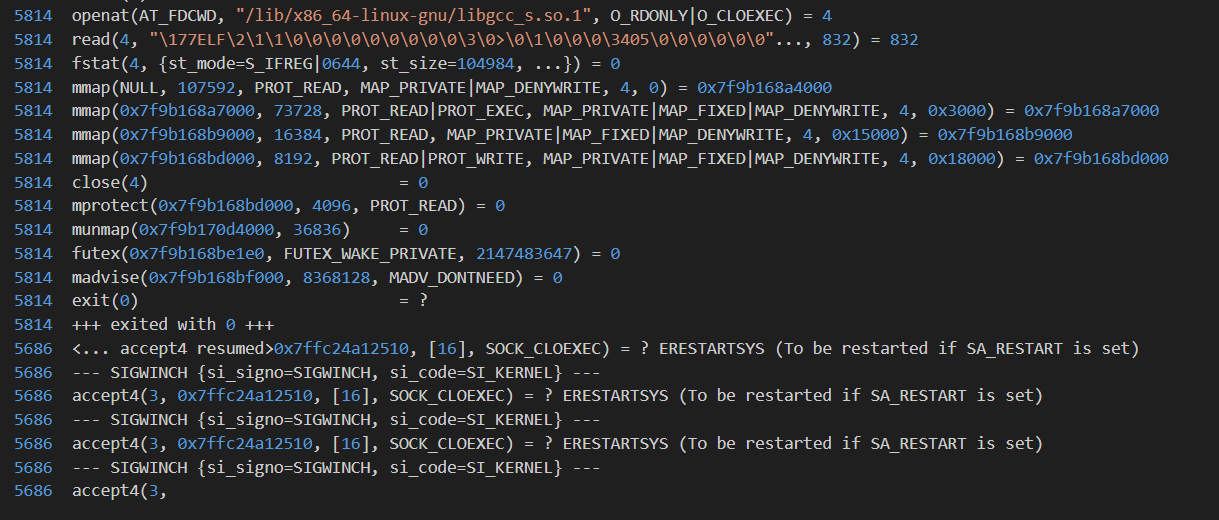 5814 openat(AT_FDCWD, "/lib/x86_64-linux-gnu/libgcc_s.so.1", O_RDONLY|O_CLOEXEC) = 4
5814 read(4, "\177ELF\2\1\1\0\0\0\0\0\0\0\0\0\3\0>\0\1\0\0\0\3405\0\0\0\0\0\0"..., 832) = 832
5814 fstat(4, {st_mode=S_IFREG|0644, st_size=104984, ...}) = 0
5814 mmap(NULL, 107592, PROT_READ, MAP_PRIVATE|MAP_DENYWRITE, 4, 0) = 0x7f9b168a4000
5814 mmap(0x7f9b168a7000, 73728, PROT_READ|PROT_EXEC, MAP_PRIVATE|MAP_FIXED|MAP_DENYWRITE, 4, 0x3000) = 0x7f9b168a7000
5814 mmap(0x7f9b168b9000, 16384, PROT_READ, MAP_PRIVATE|MAP_FIXED|MAP_DENYWRITE, 4, 0x15000) = 0x7f9b168b9000
5814 mmap(0x7f9b168bd000, 8192, PROT_READ|PROT_WRITE, MAP_PRIVATE|MAP_FIXED|MAP_DENYWRITE, 4, 0x18000) = 0x7f9b168bd000
5814 close(4) = 0
5814 mprotect(0x7f9b168bd000, 4096, PROT_READ) = 0
5814 munmap(0x7f9b170d4000, 36836) = 0
5814 futex(0x7f9b168be1e0, FUTEX_WAKE_PRIVATE, 2147483647) = 0
5814 madvise(0x7f9b168bf000, 8368128, MADV_DONTNEED) = 0
5814 exit(0) = ?
5814 +++ exited with 0 +++
5686 <... accept4 resumed>0x7ffc24a12510, [16], SOCK_CLOEXEC) = ? ERESTARTSYS (To be restarted if SA_RESTART is set)
5686 --- SIGWINCH {si_signo=SIGWINCH, si_code=SI_KERNEL} ---
5686 accept4(3, 0x7ffc24a12510, [16], SOCK_CLOEXEC) = ? ERESTARTSYS (To be restarted if SA_RESTART is set)
5686 --- SIGWINCH {si_signo=SIGWINCH, si_code=SI_KERNEL} ---
5686 accept4(3, 0x7ffc24a12510, [16], SOCK_CLOEXEC) = ? ERESTARTSYS (To be restarted if SA_RESTART is set)
5686 --- SIGWINCH {si_signo=SIGWINCH, si_code=SI_KERNEL} ---
5686 accept4(3,